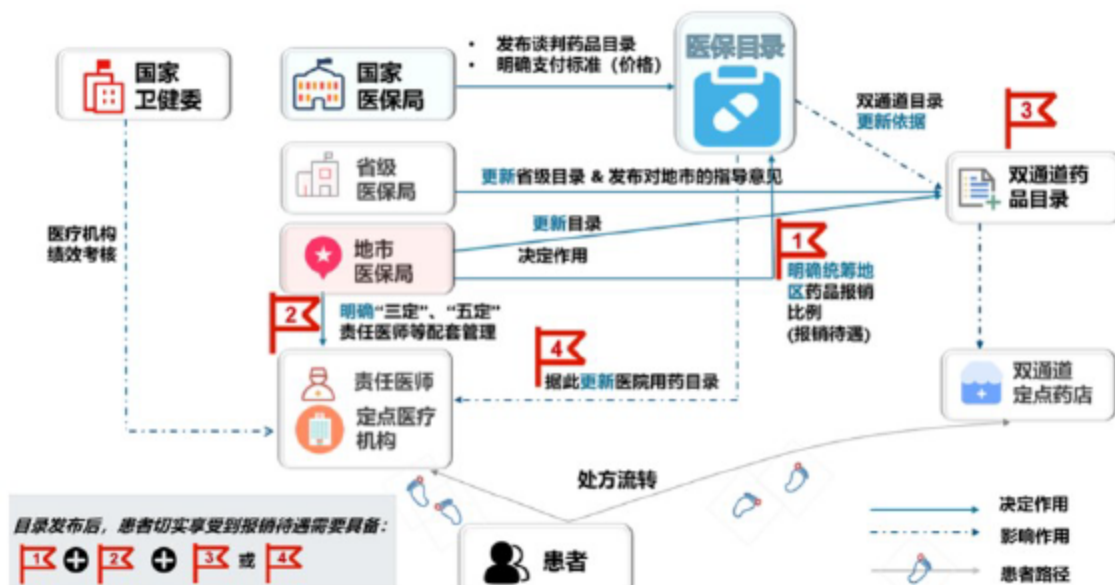 国家
卫健委
国家
医保局
• 发布谈判药品目录
• 明确支付标准（价格）
医保目录
双通道目录
更新依据
3
双通道药
品目录
省级
医保局
更新省级目录 & 发布对地市的指导意见
医疗机构
绩效考核
地市
医保局
更新目录
决定作用
1
明确统筹地
区药品报销
比例
(报销待遇)
2
明确“三定”、“五定”
责任医师等配套管理
4
据此更新医院用药目录
责任医师
定点医疗
机构
双通道
定点药店
处方流转
患者
目录发布后，患者切实享受到报销待遇需要具备：
1 + 2 + 3 或 4
决定作用
影响作用
患者路径